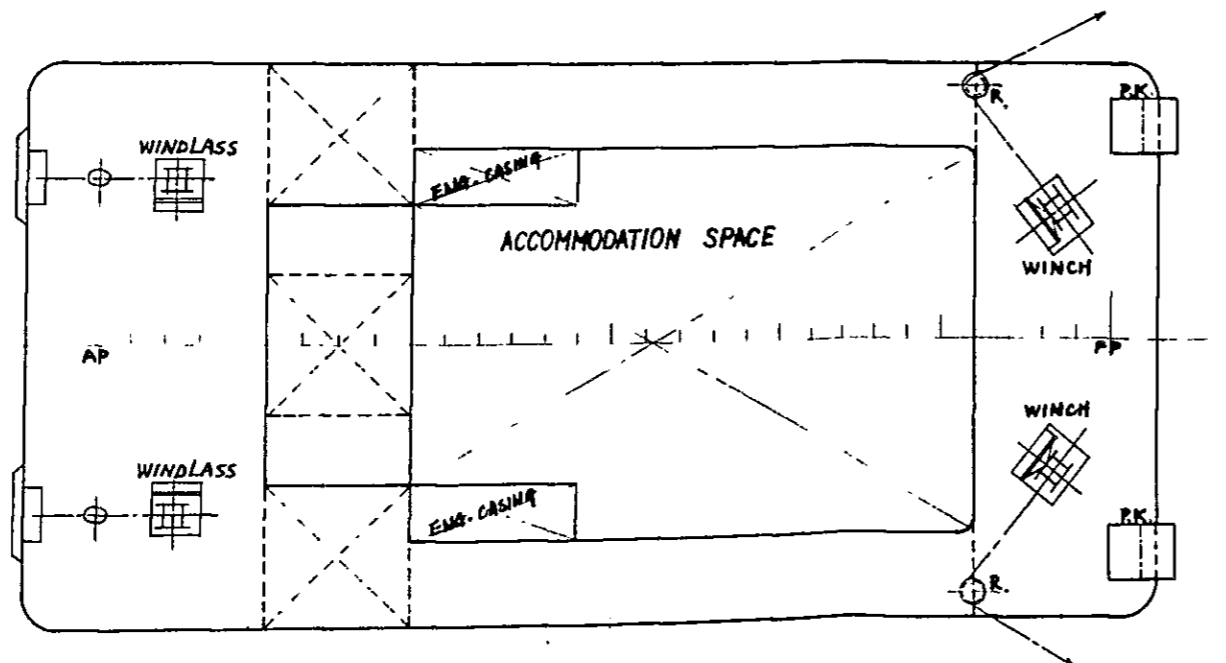 R.
P.K.
WINDLASS
ENG. CASING
ACCOMMODATION SPACE
WINCH
AP
FP
WINCH
WINDLASS
ENG. CASING
P.K.
R.